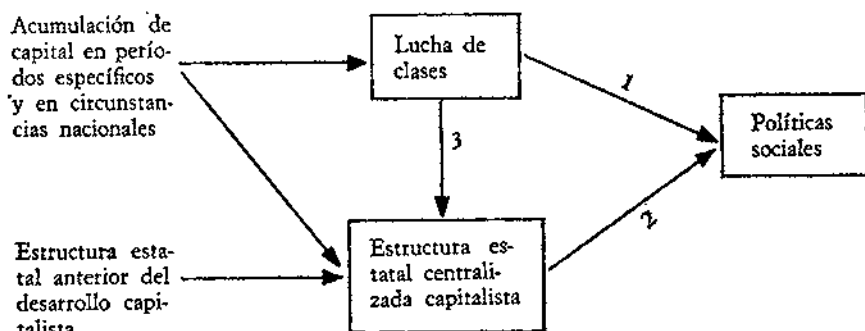 Acumulación de
capital en perío-
dos específicos
y en circunstan-
cias nacionales
Lucha de
clases
1
Políticas
sociales
3
2
Estructura esta-
tal anterior del
desarrollo capi-
talista
Estructura es-
tatal centrali-
zada capitalista